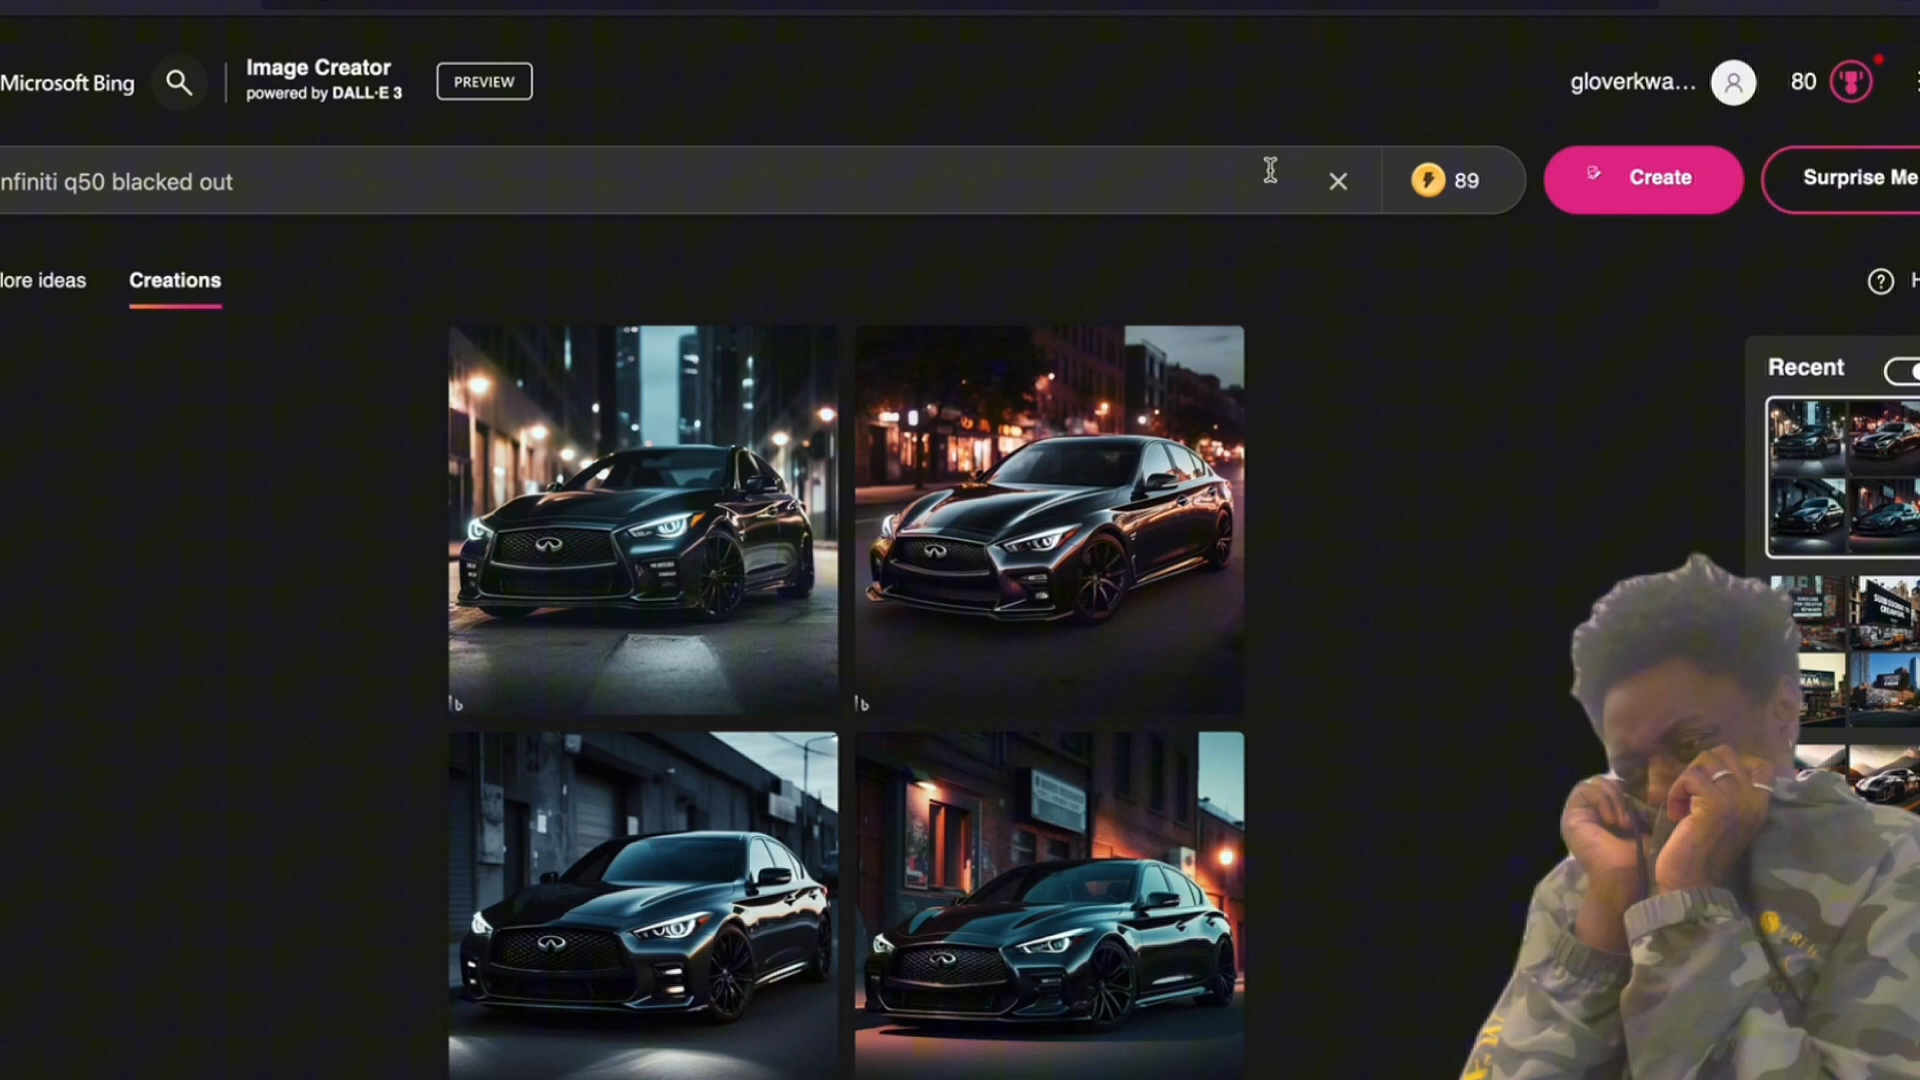 Microsoft Bing
Image Creator
powered by DALL·E 3
PREVIEW
gloverkwa...
80
nfiniti q50 blacked out
89
Create
Surprise Me
lore ideas
Creations
Recent